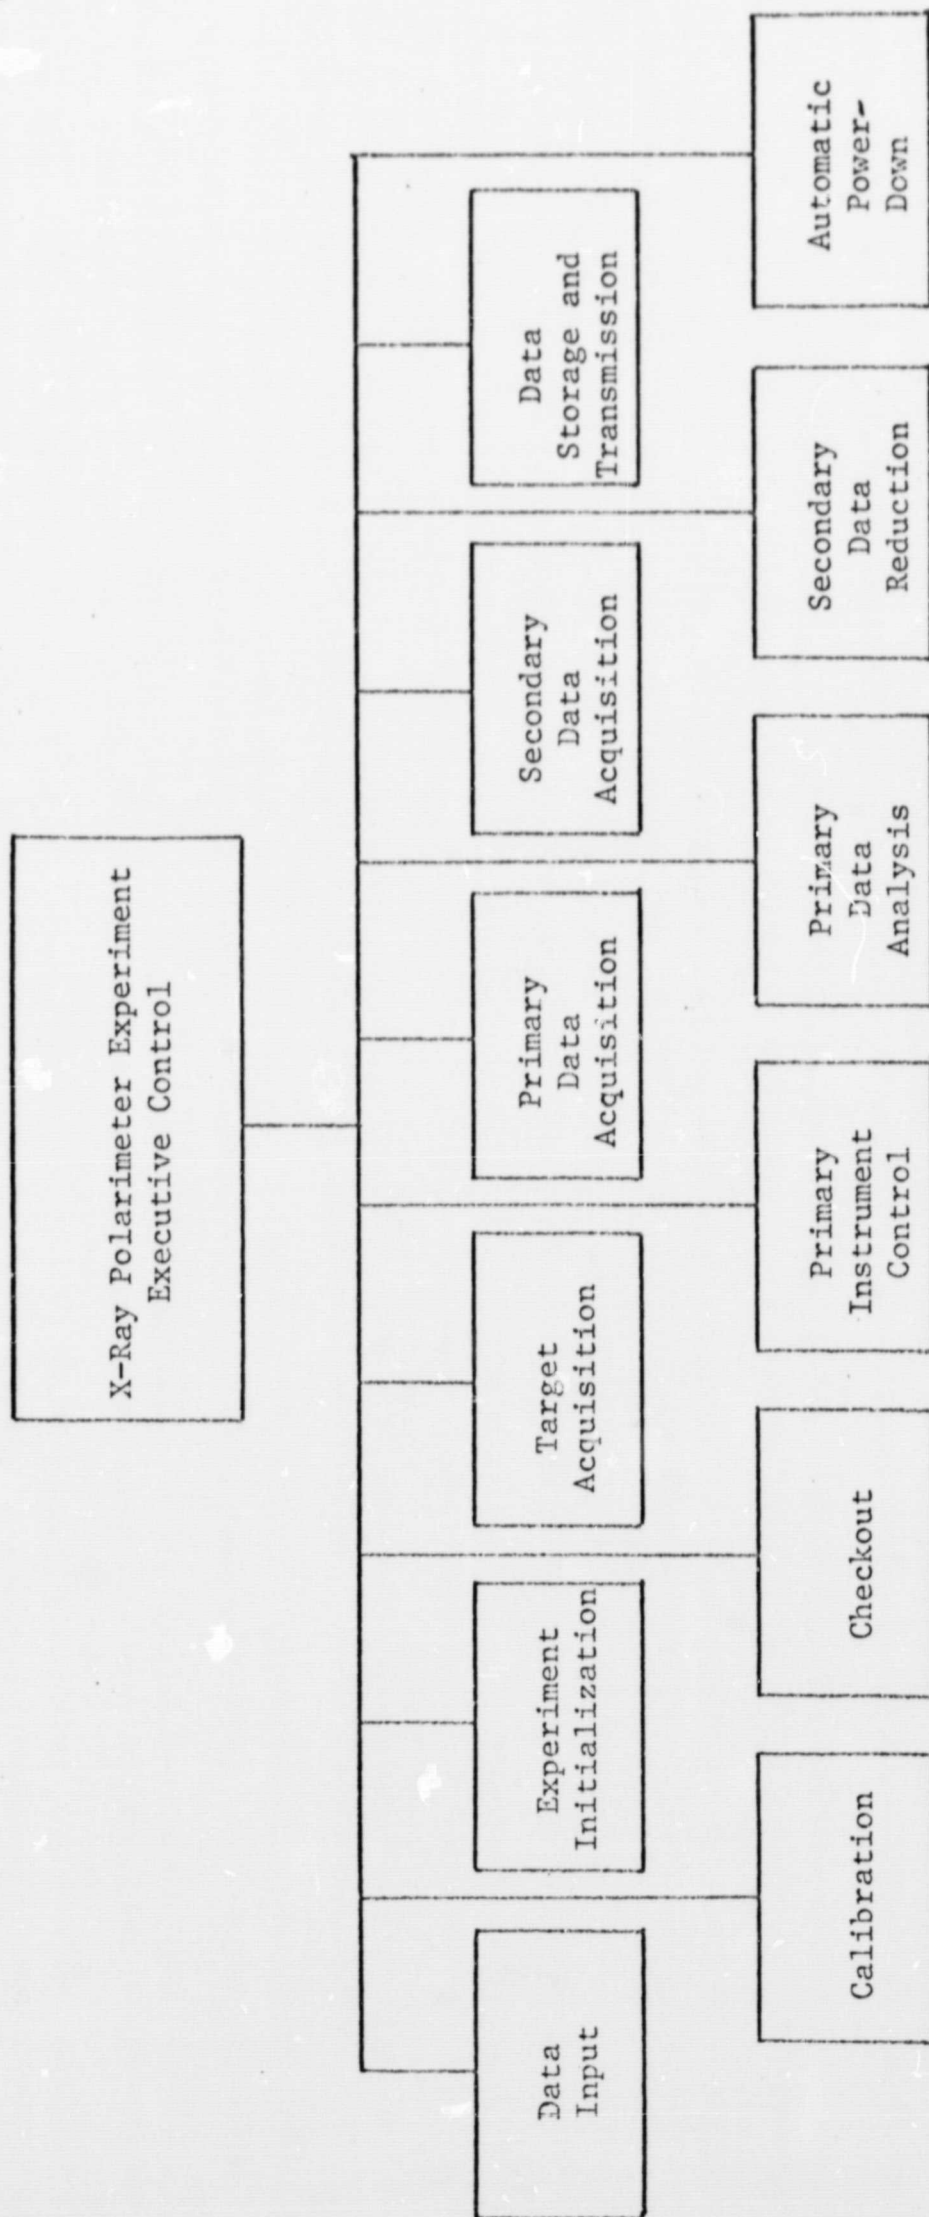 X-Ray Polarimeter Experiment
Executive Control
Data
Input
Experiment
Initialization
Target
Acquisition
Primary
Data
Acquisition
Secondary
Data
Acquisition
Data
Storage and
Transmission
Calibration
Checkout
Primary
Instrument
Control
Primary
Data
Analysis
Secondary
Data
Reduction
Automatic
Power-
Down